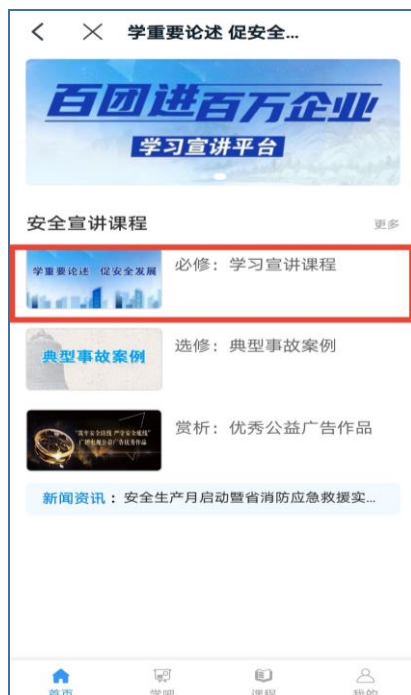 学重要论述 促安全...
百团进百万企业
学习宣讲平台
安全宣讲课程
更多
学重要论述 促安全发展
必修：学习宣讲课程
典型事故案例
选修：典型事故案例
赏析：优秀公益广告作品
新闻资讯：安全生产月启动暨省消防应急救援实...
首页
学吧
课程
我的